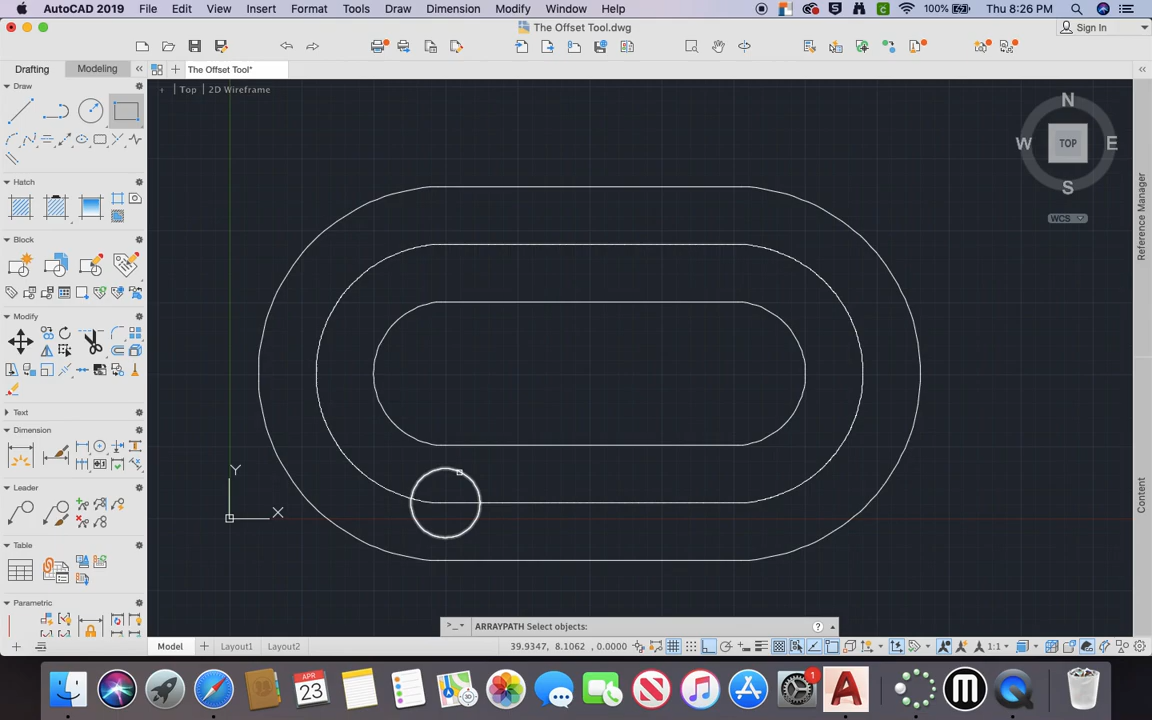 AutoCAD 2019 File Edit View Insert Format Tools Draw Dimension Modify Window Help 100% Thu 8:26 PM
The Offset Tool.dwg
Sign In
Drafting Modeling The Offset Tool*
Draw
+ Top 2D Wireframe
N
W TOP E
S
WCS
Reference Manager
Hatch
Block
Modify
Text
Dimension
Leader
Table
Parametric
Y
X
Content
>_ ARRAYPATH Select objects: ?
Model + Layout1 Layout2 39.9347, 8.1062 , 0.0000 1:1
APR
23
1